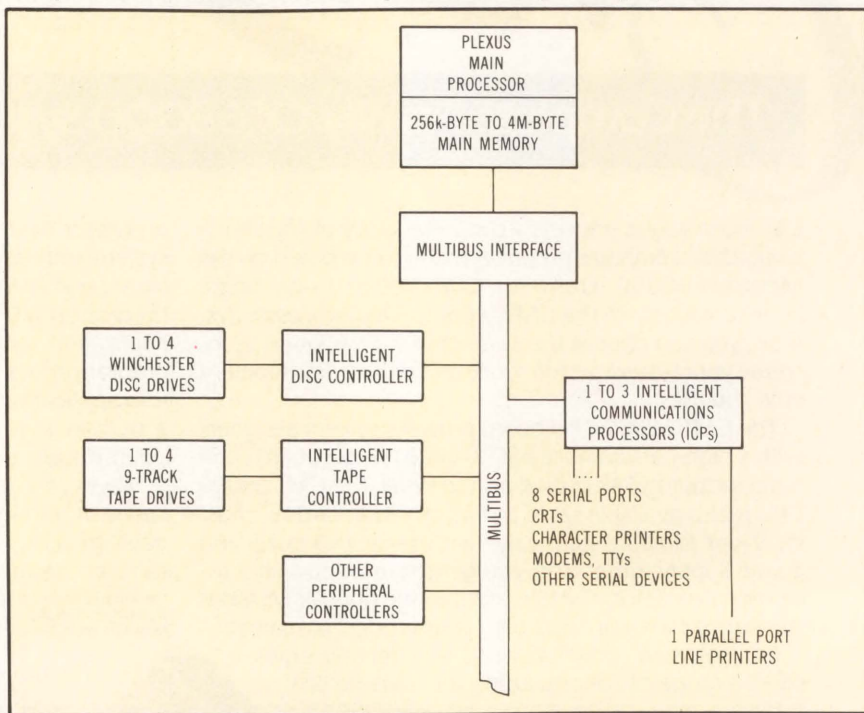 PLEXUS
MAIN
PROCESSOR
256k-BYTE TO 4M-BYTE
MAIN MEMORY
MULTIBUS INTERFACE
1 TO 4
WINCHESTER
DISC DRIVES
INTELLIGENT
DISC CONTROLLER
1 TO 3 INTELLIGENT
COMMUNICATIONS
PROCESSORS (ICPs)
1 TO 4
9-TRACK
TAPE DRIVES
INTELLIGENT
TAPE
CONTROLLER
MULTIBUS
8 SERIAL PORTS
CRTs
CHARACTER PRINTERS
MODEMS, TTYs
OTHER SERIAL DEVICES
OTHER
PERIPHERAL
CONTROLLERS
1 PARALLEL PORT
LINE PRINTERS